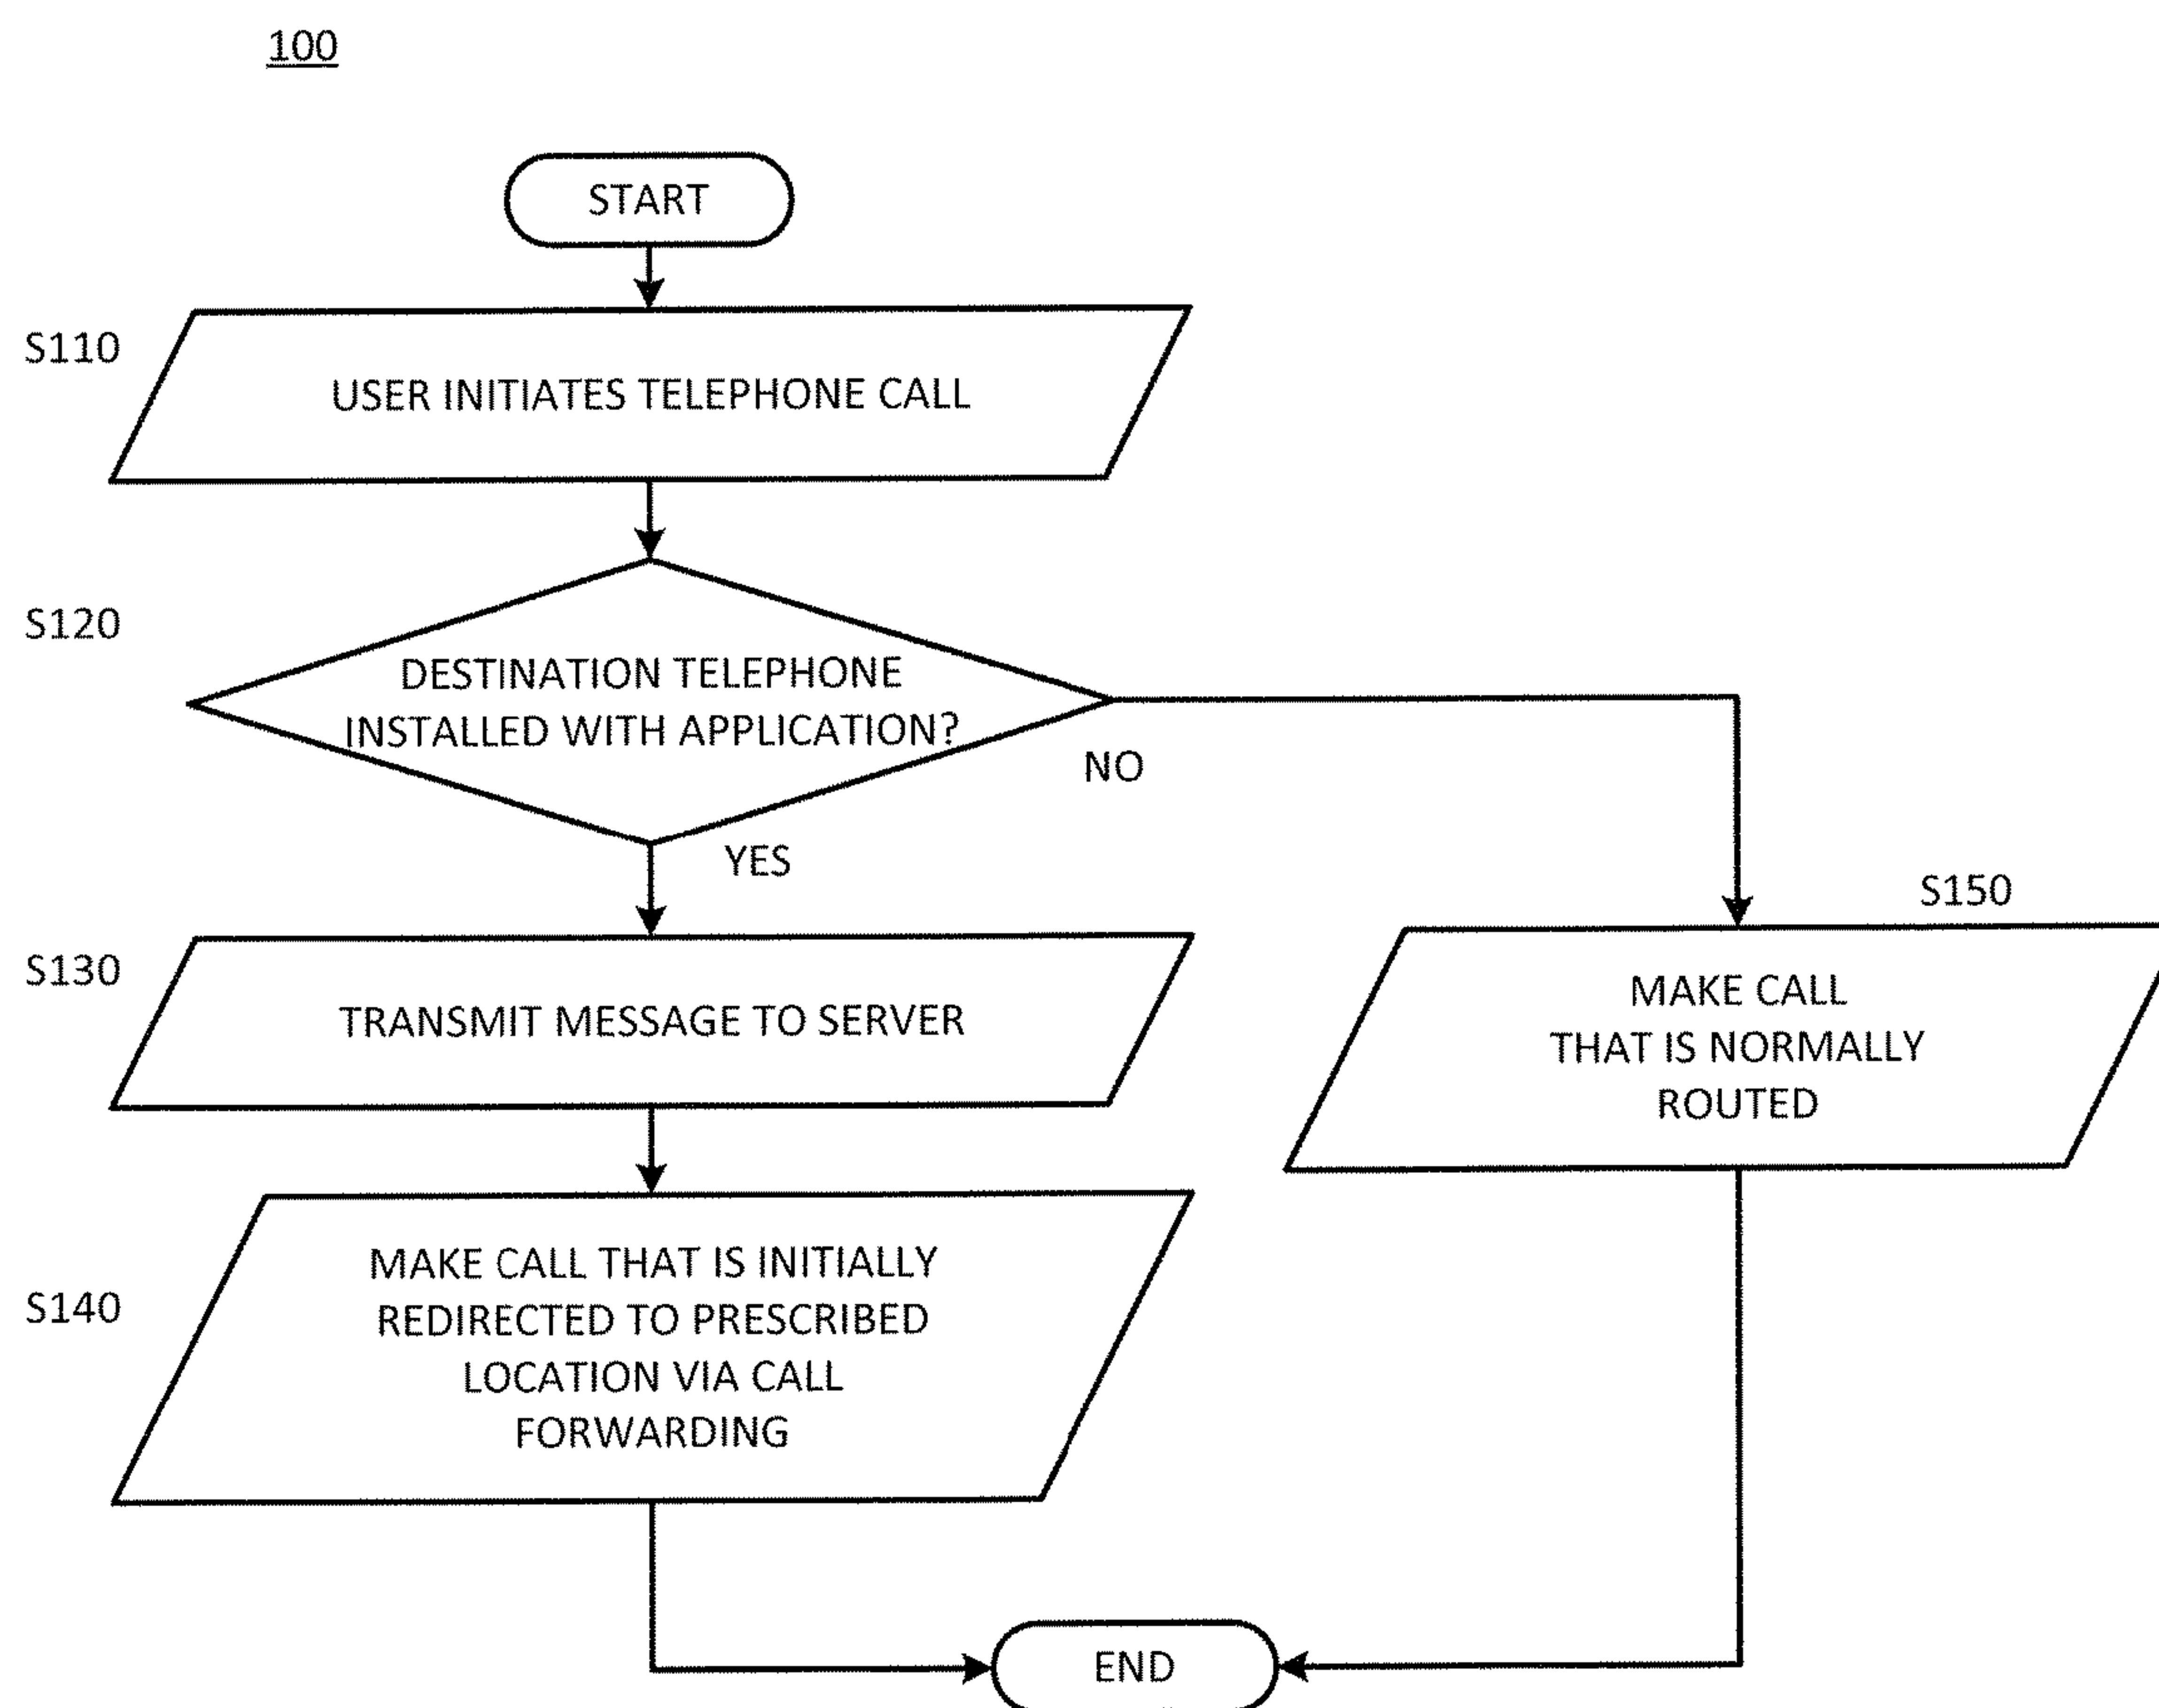 100
START
S110
USER INITIATES TELEPHONE CALL
S120
DESTINATION TELEPHONE
INSTALLED WITH APPLICATION?
NO
YES
S130
TRANSMIT MESSAGE TO SERVER
S150
MAKE CALL
THAT IS NORMALLY
ROUTED
S140
MAKE CALL THAT IS INITIALLY
REDIRECTED TO PRESCRIBED
LOCATION VIA CALL
FORWARDING
END